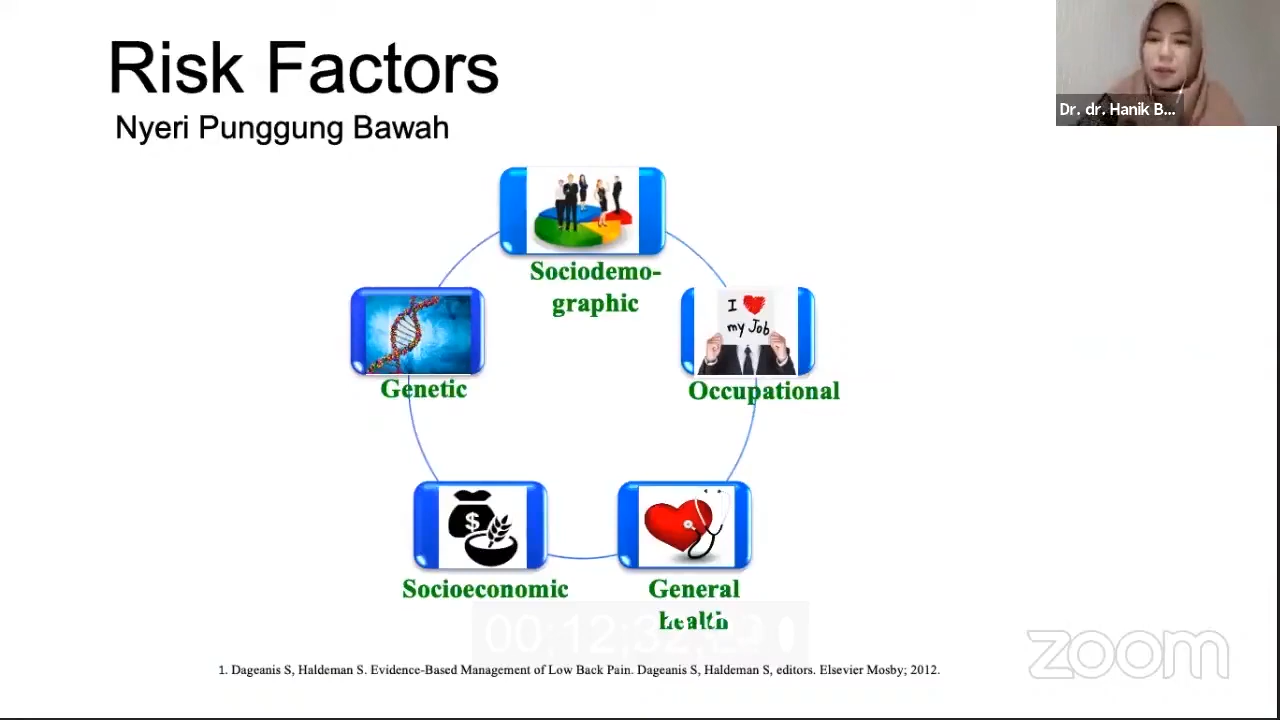 Risk Factors
Nyeri Punggung Bawah
Dr. dr. Hanik B...
Sociodemo-
graphic
I
my Job
Genetic
Occupational
$
Socioeconomic
General
health
1. Dageanis S, Haldeman S. Evidence-Based Management of Low Back Pain. Dageanis S, Haldeman S, editors. Elsevier Mosby; 2012.
zoom